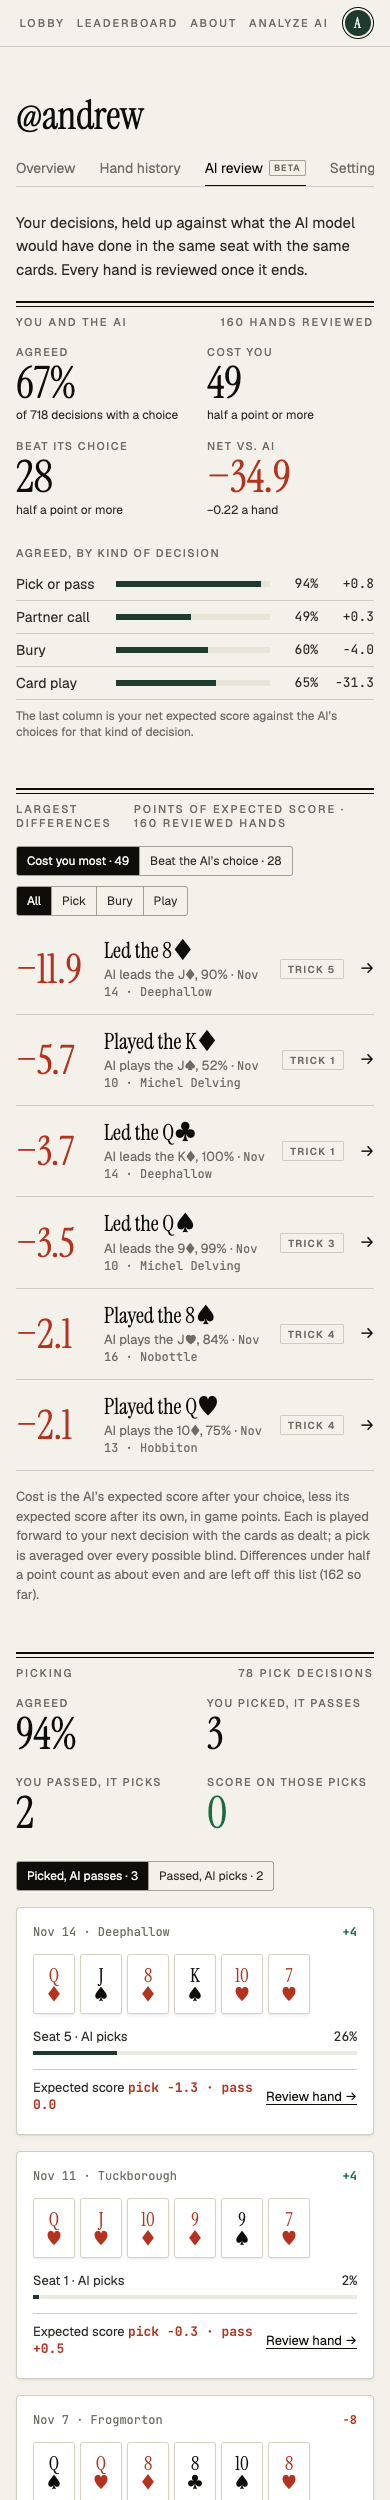 LOBBY LEADERBOARD ABOUT ANALYZE AI A
@andrew
Overview Hand history AI review BETA Setting
Your decisions, held up against what the AI model
would have done in the same seat with the same
cards. Every hand is reviewed once it ends.
YOU AND THE AI 160 HANDS REVIEWED
AGREED COST YOU
67% 49
of 718 decisions with a choice half a point or more
BEAT ITS CHOICE NET VS. AI
28 −34.9
half a point or more −0.22 a hand
AGREED, BY KIND OF DECISION
Pick or pass 94% +0.8
Partner call 49% +0.3
Bury 60% -4.0
Card play 65% -31.3
The last column is your net expected score against the AI's
choices for that kind of decision.
LARGEST DIFFERENCES POINTS OF EXPECTED SCORE · 160 REVIEWED HANDS
Cost you most · 49 Beat the AI's choice · 28
All Pick Bury Play
−11.9 Led the 8♦ TRICK 5 →
AI leads the J♦, 90% · Nov
14 · Deephallow
−5.7 Played the K♦ TRICK 1 →
AI plays the J♠, 52% · Nov
10 · Michel Delving
−3.7 Led the Q♣ TRICK 1 →
AI leads the K♦, 100% · Nov
14 · Deephallow
−3.5 Led the Q♠ TRICK 3 →
AI leads the 9♦, 99% · Nov
10 · Michel Delving
−2.1 Played the 8♠ TRICK 4 →
AI plays the J♥, 84% · Nov
16 · Nobottle
−2.1 Played the Q♥ TRICK 4 →
AI plays the 10♦, 75% · Nov
13 · Hobbiton
Cost is the AI's expected score after your choice, less its
expected score after its own, in game points. Each is played
forward to your next decision with the cards as dealt; a pick
is averaged over every possible blind. Differences under half
a point count as about even and are left off this list (162 so
far).
PICKING 78 PICK DECISIONS
AGREED YOU PICKED, IT PASSES
94% 3
YOU PASSED, IT PICKS SCORE ON THOSE PICKS
2 0
Picked, AI passes · 3 Passed, AI picks · 2
Nov 14 · Deephallow +4
Q♦ J♠ 8♦ K♠ 10♥ 7♥
Seat 5 · AI picks 26%
Expected score pick -1.3 · pass
0.0 Review hand →
Nov 11 · Tuckborough +4
Q♥ J♥ 10♦ 9♦ 9♠ 7♥
Seat 1 · AI picks 2%
Expected score pick -0.3 · pass
+0.5 Review hand →
Nov 7 · Frogmorton -8
Q♠ Q♥ 8♦ 8♣ 10♠ 8♥